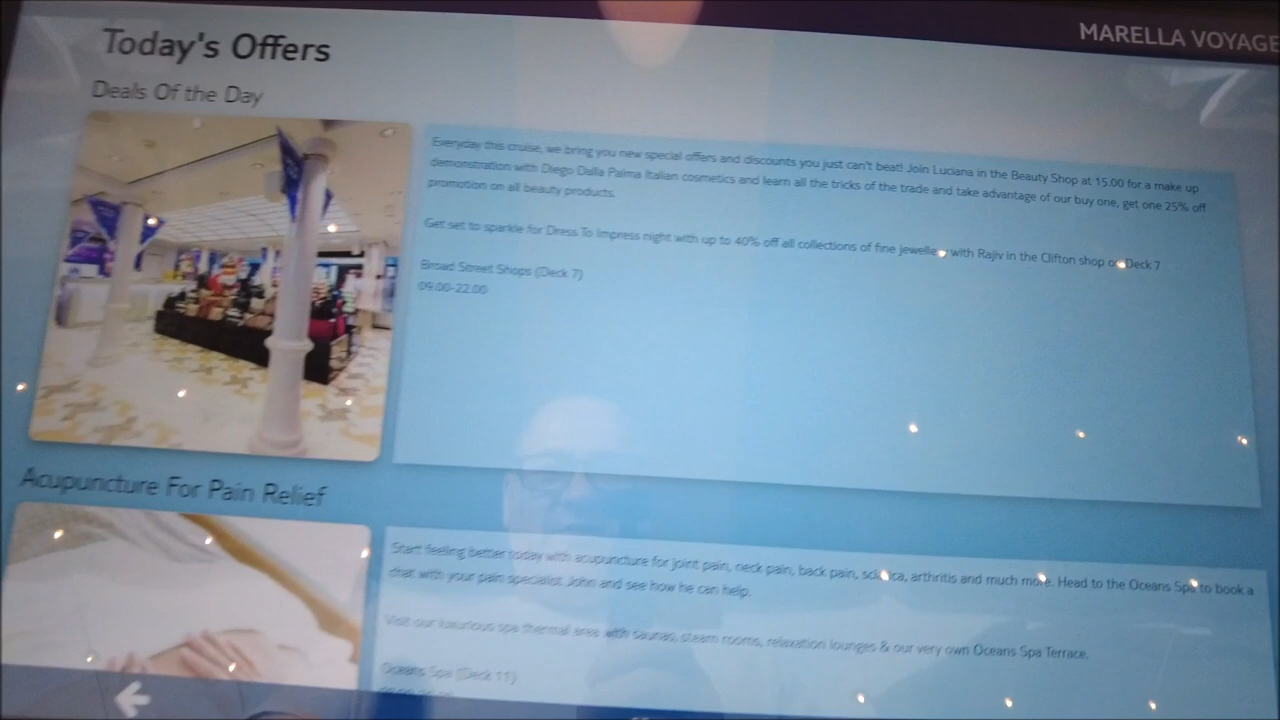 MARELLA VOYAGE
Today's Offers
Deals Of the Day
Everyday this cruise, we bring you new special offers and discounts you just can't beat! Join Luciana in the Beauty Shop at 15.00 for a make up
demonstration with Diego Dalla Palma Italian cosmetics and learn all the tricks of the trade and take advantage of our buy one, get one 25% off
promotion on all beauty products.
Get set to sparkle for Dress To Impress night with up to 40% off all collections of fine jewellery with Rajiv in the Clifton shop on Deck 7
Broad Street Shops (Deck 7)
09.00-22.00
Acupuncture For Pain Relief
Start feeling better today with acupuncture for joint pain, neck pain, back pain, sciatica, arthritis and much more. Head to the Oceans Spa to book a
chat with your pain specialist John and see how he can help.
Visit our luxurious spa thermal area with saunas, steam rooms, relaxation lounges & our very own Oceans Spa Terrace.
Oceans Spa (Deck 11)